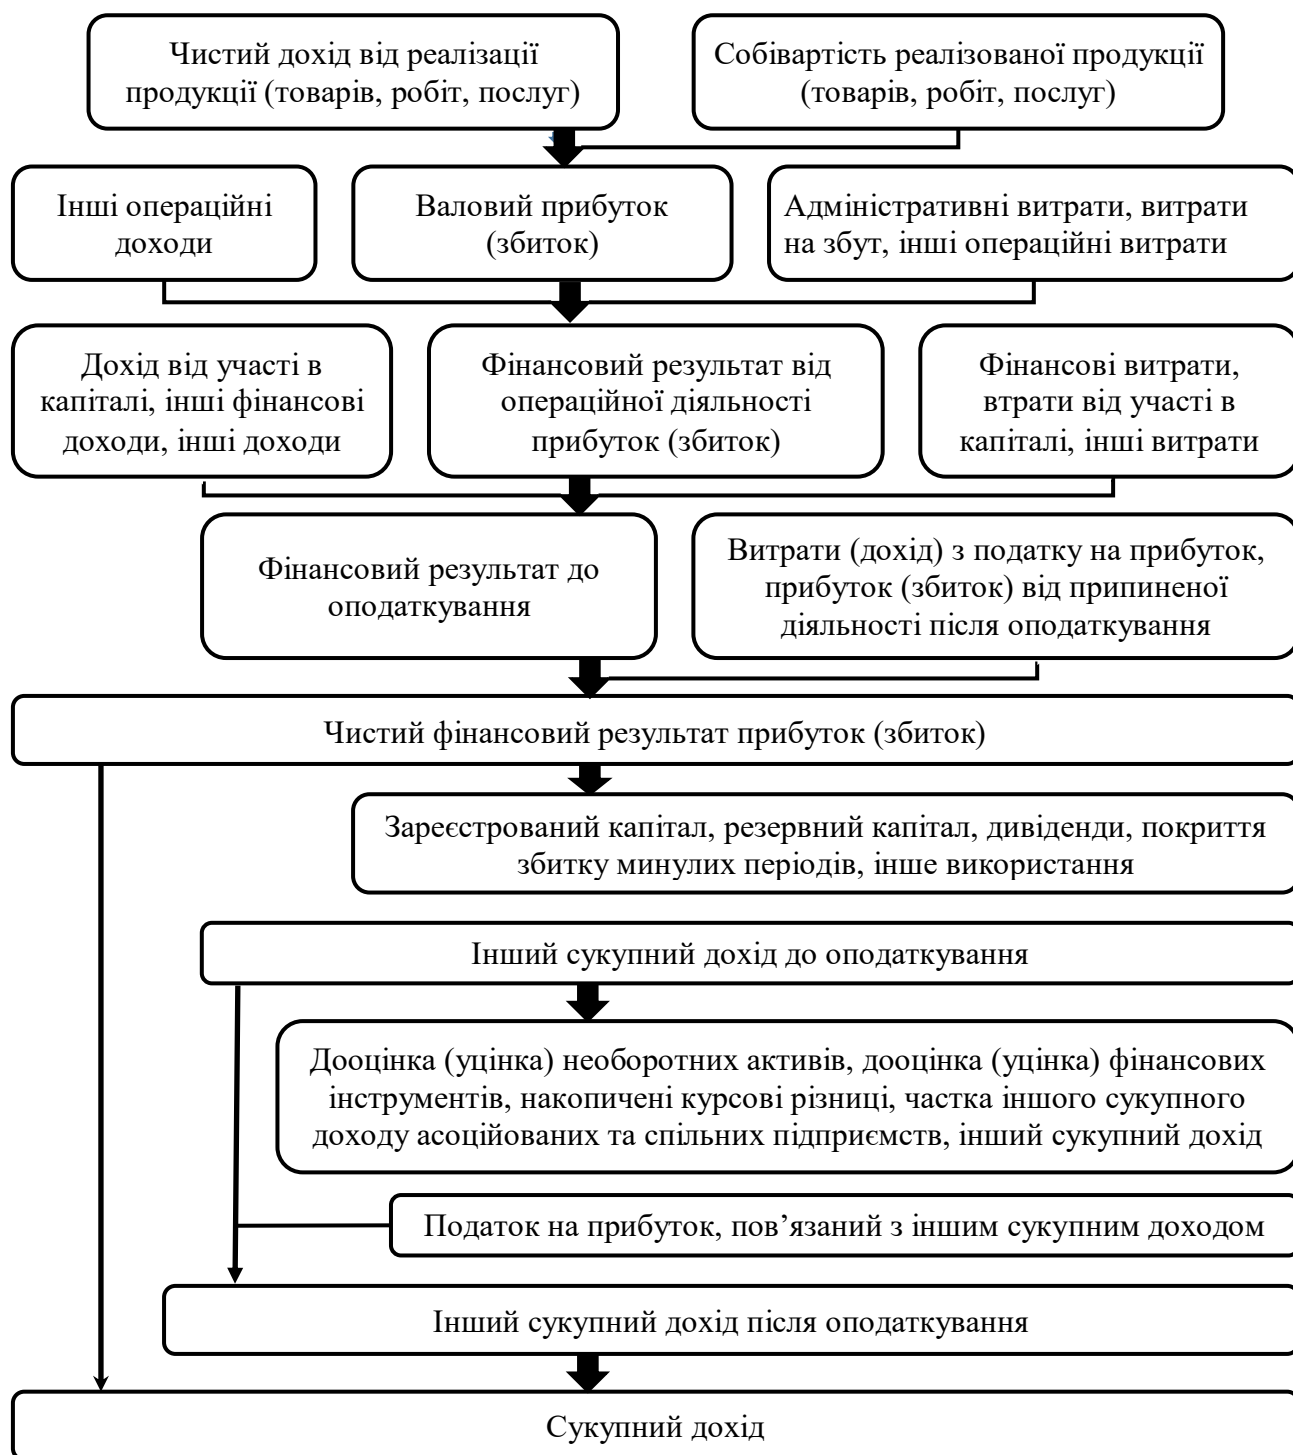 Чистий дохід від реалізації
продукції (товарів, робіт, послуг)
Собівартість реалізованої продукції
(товарів, робіт, послуг)
Інші операційні
доходи
Валовий прибуток
(збиток)
Адміністративні витрати, витрати
на збут, інші операційні витрати
Дохід від участі в
капіталі, інші фінансові
доходи, інші доходи
Фінансовий результат від
операційної діяльності
прибуток (збиток)
Фінансові витрати,
втрати від участі в
капіталі, інші витрати
Фінансовий результат до
оподаткування
Витрати (дохід) з податку на прибуток,
прибуток (збиток) від припиненої
діяльності після оподаткування
Чистий фінансовий результат прибуток (збиток)
Зареєстрований капітал, резервний капітал, дивіденди, покриття
збитку минулих періодів, інше використання
Інший сукупний дохід до оподаткування
Дооцінка (уцінка) необоротних активів, дооцінка (уцінка) фінансових
інструментів, накопичені курсові різниці, частка іншого сукупного
доходу асоційованих та спільних підприємств, інший сукупний дохід
Податок на прибуток, пов’язаний з іншим сукупним доходом
Інший сукупний дохід після оподаткування
Сукупний дохід